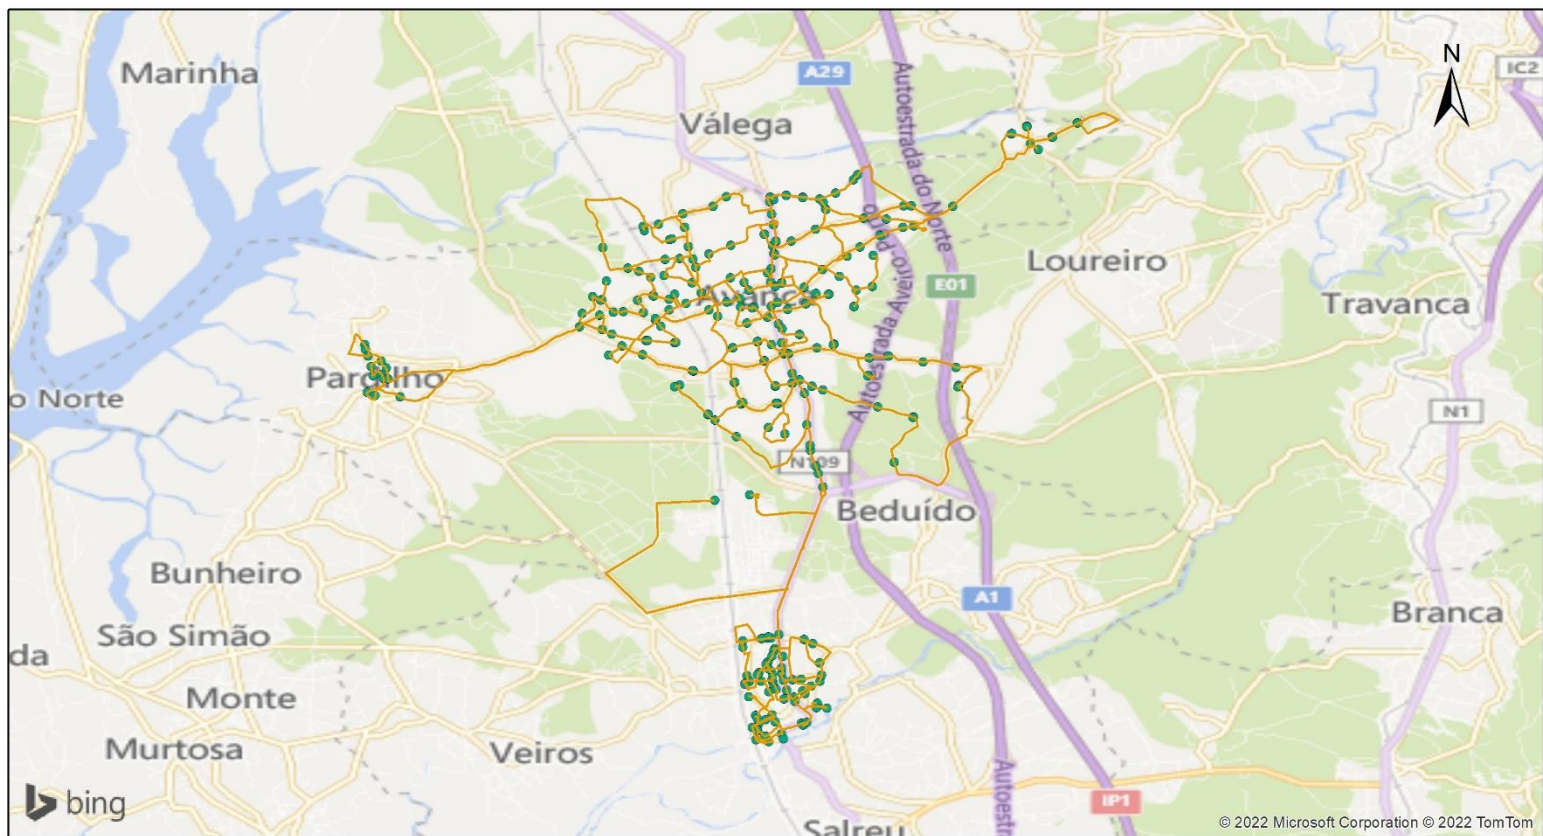 Marinha
A29
N
IC2
Válega
Autoestrada do Norte
Loureiro
E01
Avanca
Travanca
Autoestrada Aveiro-Porto
Pardilho
o Norte
N1
N109
Beduído
Bunheiro
A1
Branca
São Simão
da
Monte
Murtosa
Veiros
Autoes
IP1
bing
Salreu
© 2022 Microsoft Corporation © 2022 TomTom